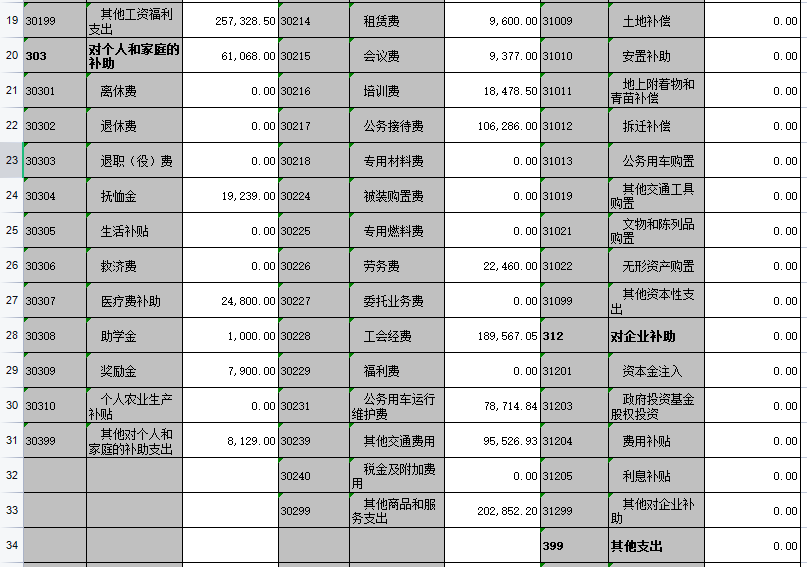 19 30199 其他工资福利支出 257,328.50 30214 租赁费 9,600.00 31009 土地补偿 0.00
20 303 对个人和家庭的补助 61,068.00 30215 会议费 9,377.00 31010 安置补助 0.00
21 30301 离休费 0.00 30216 培训费 18,478.50 31011 地上附着物和青苗补偿 0.00
22 30302 退休费 0.00 30217 公务接待费 106,286.00 31012 拆迁补偿 0.00
23 30303 退职（役）费 0.00 30218 专用材料费 0.00 31013 公务用车购置 0.00
24 30304 抚恤金 19,239.00 30224 被装购置费 0.00 31019 其他交通工具购置 0.00
25 30305 生活补贴 0.00 30225 专用燃料费 0.00 31021 文物和陈列品购置 0.00
26 30306 救济费 0.00 30226 劳务费 22,460.00 31022 无形资产购置 0.00
27 30307 医疗费补助 24,800.00 30227 委托业务费 0.00 31099 其他资本性支出 0.00
28 30308 助学金 1,000.00 30228 工会经费 189,567.05 312 对企业补助 0.00
29 30309 奖励金 7,900.00 30229 福利费 0.00 31201 资本金注入 0.00
30 30310 个人农业生产补贴 0.00 30231 公务用车运行维护费 78,714.84 31203 政府投资基金股权投资 0.00
31 30399 其他对个人和家庭的补助支出 8,129.00 30239 其他交通费用 95,526.93 31204 费用补贴 0.00
32 30240 税金及附加费用 0.00 31205 利息补贴 0.00
33 30299 其他商品和服务支出 202,852.20 31299 其他对企业补助 0.00
34 399 其他支出 0.00